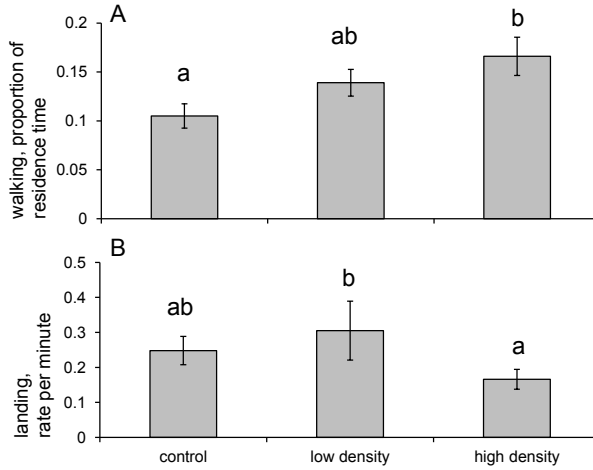 A
walking, proportion of
residence time
0.2
0.15
0.1
0.05
0
a
ab
b
B
landing,
rate per minute
0.5
0.4
0.3
0.2
0.1
0
ab
b
a
control
low density
high density